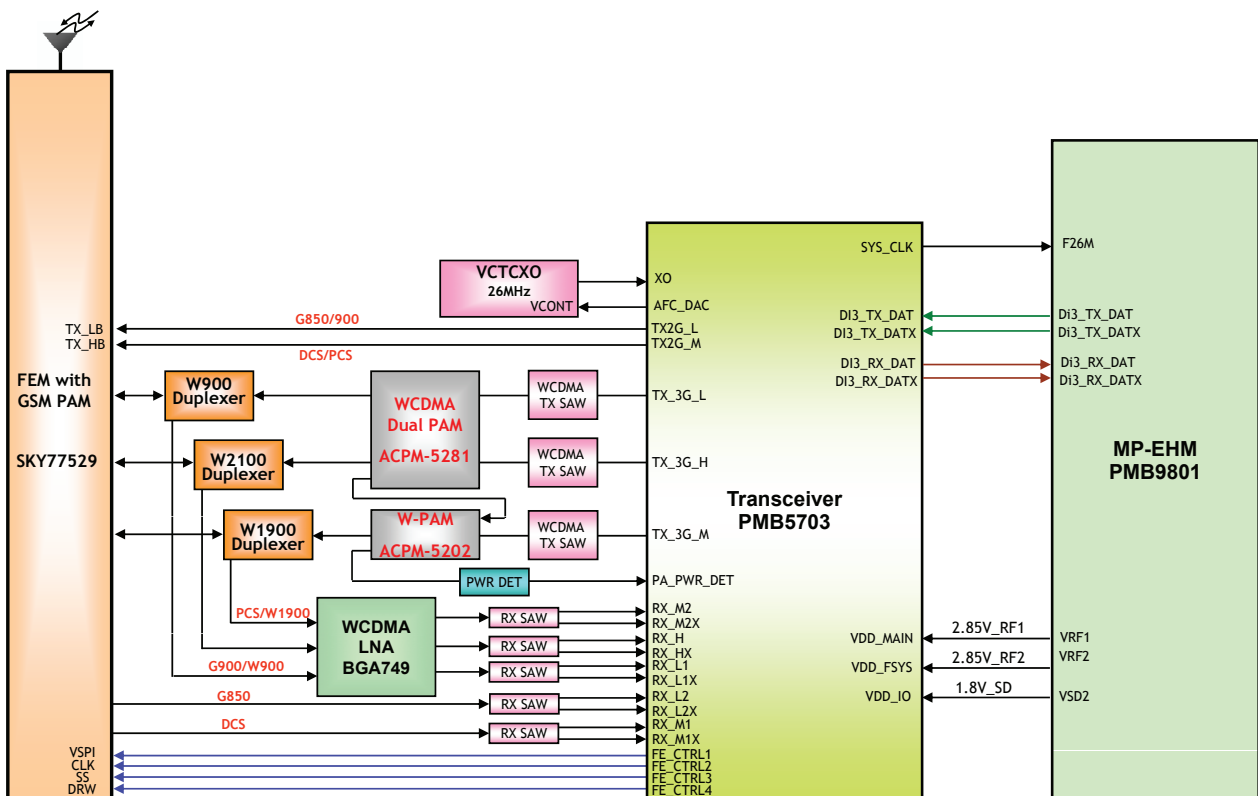 SYS_CLK
F26M
VCTCXO
26MHz
VCONT
XO
AFC_DAC
G850/900
TX_LB
TX_HB
TX2G_L
TX2G_M
DCS/PCS
DI3_TX_DAT
DI3_TX_DATX
Di3_TX_DAT
Di3_TX_DATX
DI3_RX_DAT
DI3_RX_DATX
Di3_RX_DAT
Di3_RX_DATX
FEM with
GSM PAM
SKY77529
W900
Duplexer
W2100
Duplexer
W1900
Duplexer
WCDMA
Dual PAM
ACPM-5281
W-PAM
ACPM-5202
WCDMA
TX SAW
WCDMA
TX SAW
WCDMA
TX SAW
TX_3G_L
TX_3G_H
TX_3G_M
Transceiver
PMB5703
MP-EHM
PMB9801
PWR DET
PA_PWR_DET
PCS/W1900
G900/W900
WCDMA
LNA
BGA749
RX SAW
RX SAW
RX SAW
RX SAW
RX SAW
RX_M2
RX_M2X
RX_H
RX_HX
RX_L1
RX_L1X
RX_L2
RX_L2X
RX_M1
RX_M1X
G850
DCS
VDD_MAIN
2.85V_RF1
VRF1
VDD_FSYS
2.85V_RF2
VRF2
VDD_IO
1.8V_SD
VSD2
VSPI
CLK
SS
DRW
FE_CTRL1
FE_CTRL2
FE_CTRL3
FE_CTRL4